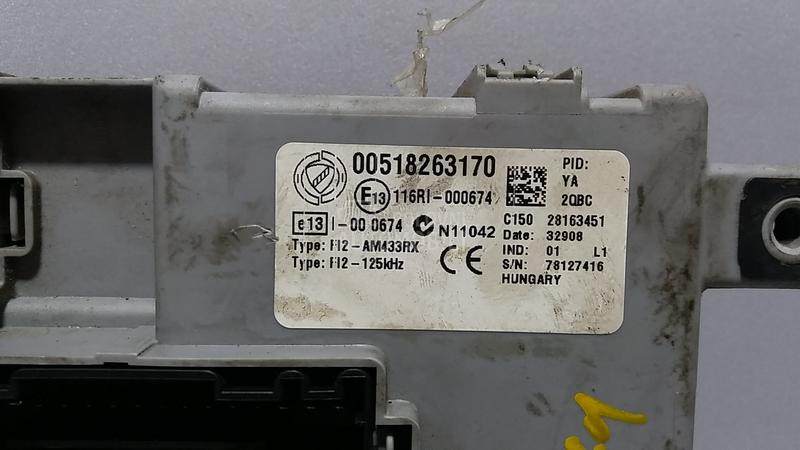 00518263170
E13 116RI-000674
e13 I-00 0674 N11042
Type: FI2-AM433RX
Type: FI2-125kHz
CE
PID:
YA
2QBC
C150 28163451
Date: 32908
IND: 01 L1
S/N: 78127416
HUNGARY